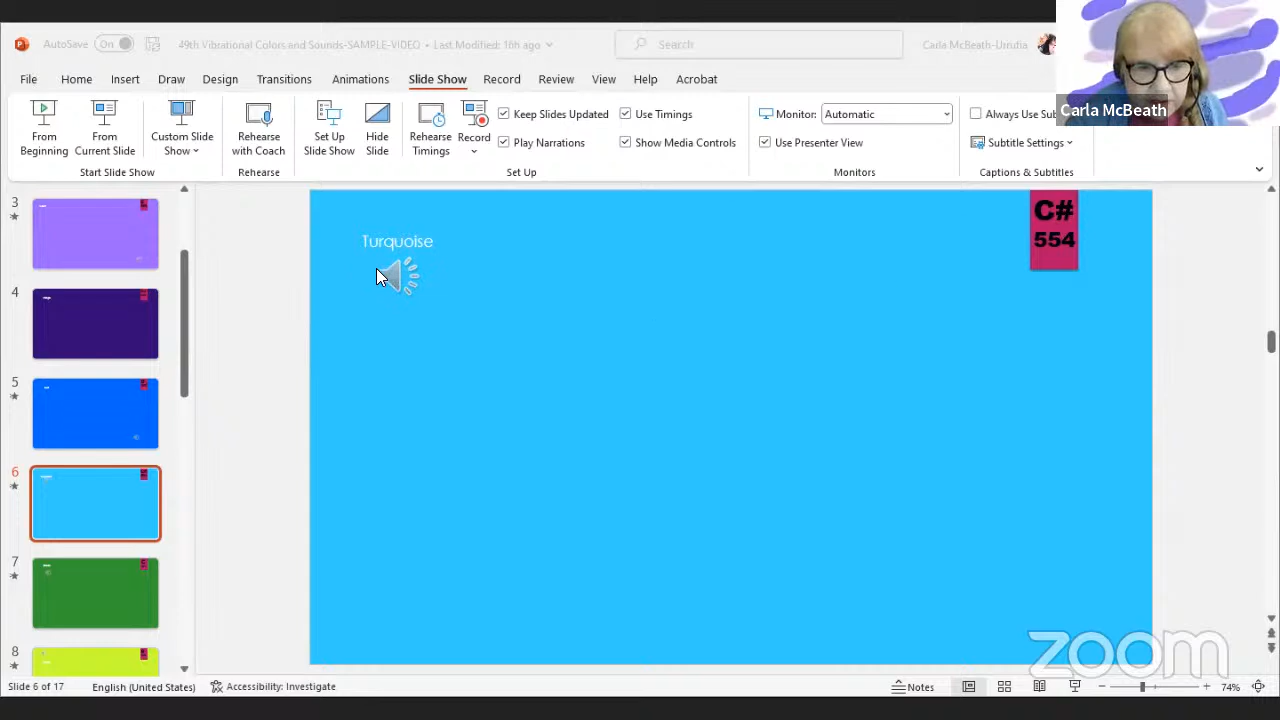 AutoSave On 49th Vibrational Colors and Sounds-SAMPLE-VIDEO • Last Modified: 16h ago Search Carla McBeath-Urrutia
File Home Insert Draw Design Transitions Animations Slide Show Record Review View Help Acrobat
Carla McBeath
From Beginning
From Current Slide
Custom Slide Show
Start Slide Show
Rehearse with Coach
Rehearse
Set Up Slide Show
Hide Slide
Rehearse Timings
Record
Keep Slides Updated
Play Narrations
Use Timings
Show Media Controls
Set Up
Monitor: Automatic
Use Presenter View
Monitors
Always Use Sub
Subtitle Settings
Captions & Subtitles
3
4
5
6
7
8
Turquoise
C#
554
zoom
Slide 6 of 17 English (United States) Accessibility: Investigate Notes 74%